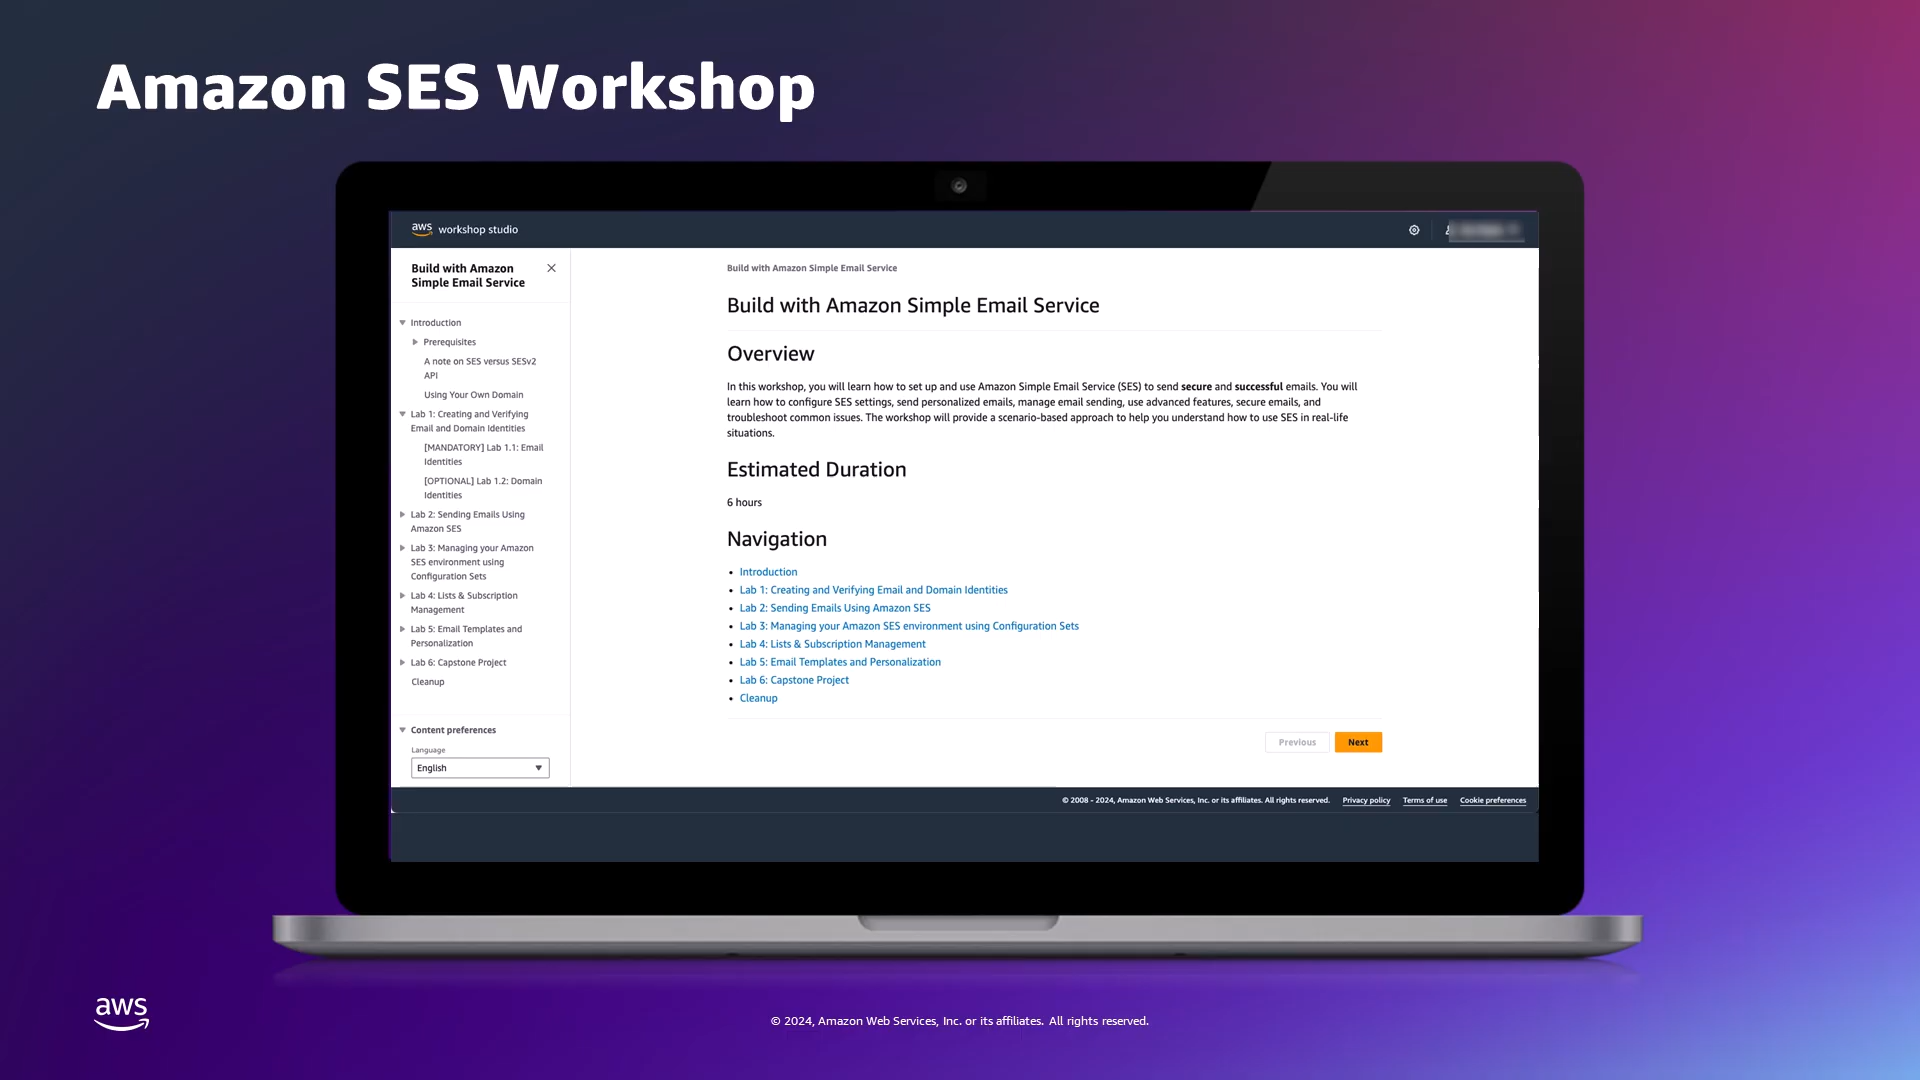 Amazon SES Workshop
aws workshop studio
Build with Amazon
Simple Email Service
Introduction
Prerequisites
A note on SES versus SESv2
API
Using Your Own Domain
Lab 1: Creating and Verifying
Email and Domain Identities
[MANDATORY] Lab 1.1: Email
Identities
[OPTIONAL] Lab 1.2: Domain
Identities
Lab 2: Sending Emails Using
Amazon SES
Lab 3: Managing your Amazon
SES environment using
Configuration Sets
Lab 4: Lists & Subscription
Management
Lab 5: Email Templates and
Personalization
Lab 6: Capstone Project
Cleanup
Content preferences
Language
English
Build with Amazon Simple Email Service
Build with Amazon Simple Email Service
Overview
In this workshop, you will learn how to set up and use Amazon Simple Email Service (SES) to send secure and successful emails. You will
learn how to configure SES settings, send personalized emails, manage email sending, use advanced features, secure emails, and
troubleshoot common issues. The workshop will provide a scenario-based approach to help you understand how to use SES in real-life
situations.
Estimated Duration
6 hours
Navigation
• Introduction
• Lab 1: Creating and Verifying Email and Domain Identities
• Lab 2: Sending Emails Using Amazon SES
• Lab 3: Managing your Amazon SES environment using Configuration Sets
• Lab 4: Lists & Subscription Management
• Lab 5: Email Templates and Personalization
• Lab 6: Capstone Project
• Cleanup
Previous Next
© 2008 - 2024, Amazon Web Services, Inc. or its affiliates. All rights reserved. Privacy policy Terms of use Cookie preferences
aws
© 2024, Amazon Web Services, Inc. or its affiliates. All rights reserved.